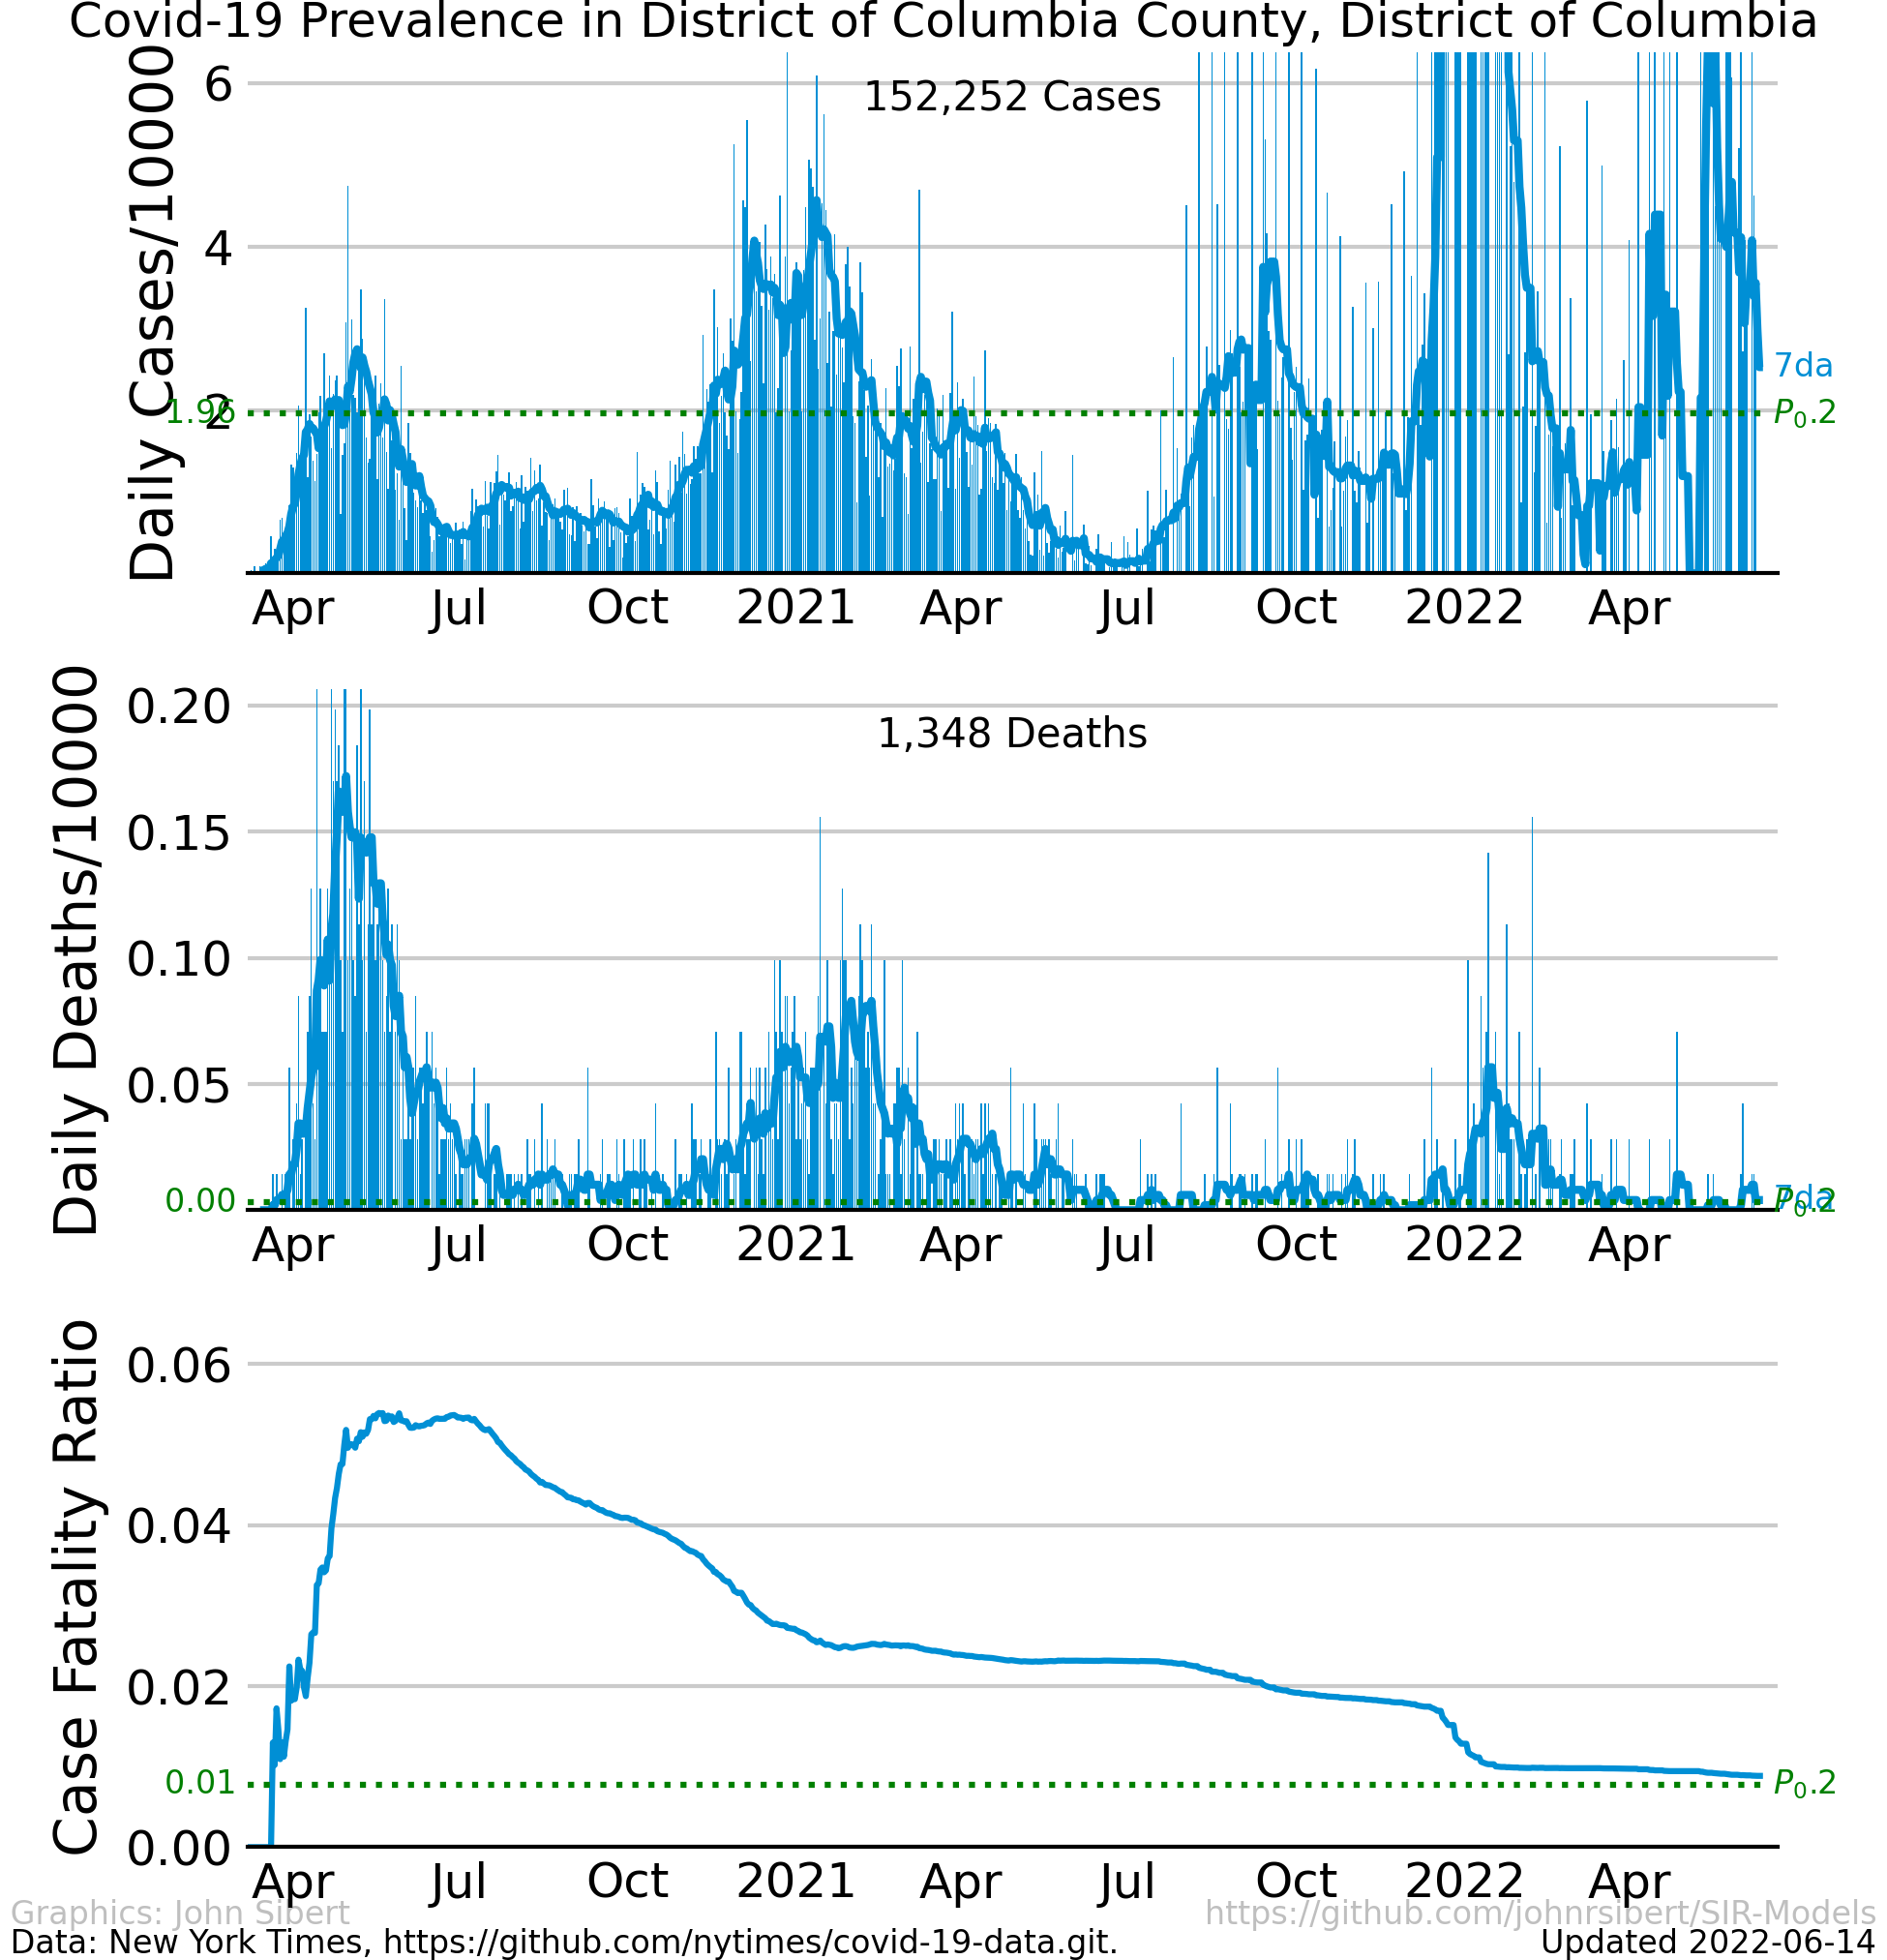 Covid-19 Prevalence in District of Columbia County, District of Columbia
Daily Cases/10000
6
4
2
1.96
152,252 Cases
7da
P0.2
Apr Jul Oct 2021 Apr Jul Oct 2022 Apr
Daily Deaths/10000
0.20
0.15
0.10
0.05
0.00
1,348 Deaths
7da
P0.2
Apr Jul Oct 2021 Apr Jul Oct 2022 Apr
Case Fatality Ratio
0.06
0.04
0.02
0.01
0.00
P0.2
Apr Jul Oct 2021 Apr Jul Oct 2022 Apr
Graphics: John Sibert
https://github.com/johnrsibert/SIR-Models
Data: New York Times, https://github.com/nytimes/covid-19-data.git.
Updated 2022-06-14